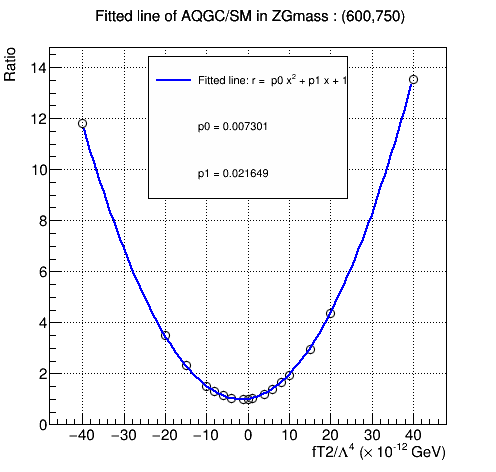 Fitted line of AQGC/SM in ZGmass : (600,750)
Ratio
Fitted line: r = p0 x² + p1 x + 1
p0 = 0.007301
p1 = 0.021649
14
12
10
8
6
4
2
0
−40 −30 −20 −10 0 10 20 30 40
fT2/Λ⁴ (× 10⁻¹² GeV)